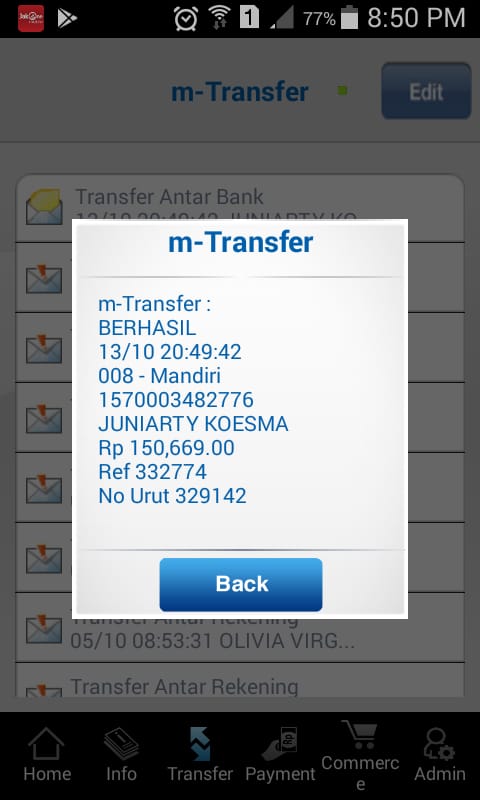 77% 8:50 PM
m-Transfer
Edit
Transfer Antar Bank
13/10 20:49:42 JUNIARTY KO...
m-Transfer
m-Transfer :
BERHASIL
13/10 20:49:42
008 - Mandiri
1570003482776
JUNIARTY KOESMA
Rp 150,669.00
Ref 332774
No Urut 329142
Back
Transfer Antar Rekening
05/10 08:53:31 OLIVIA VIRG...
Transfer Antar Rekening
Home Info Transfer Payment Commerc
e Admin